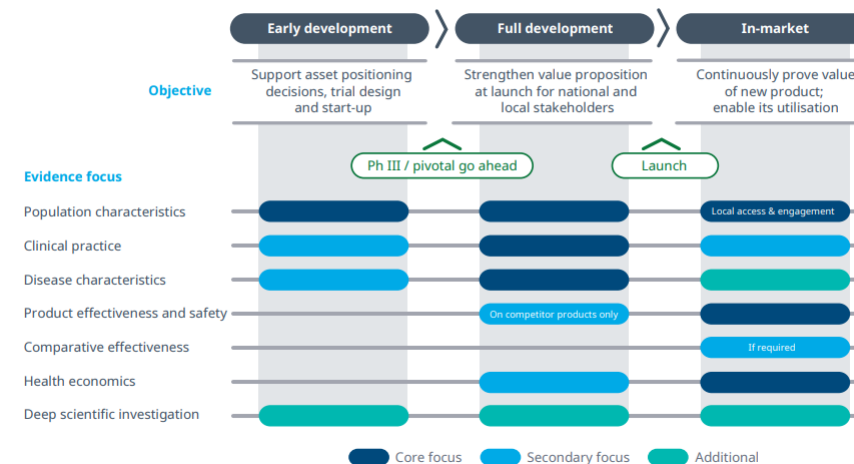 Early development
Full development
In-market
Objective
Support asset positioning
decisions, trial design
and start-up
Strengthen value proposition
at launch for national and
local stakeholders
Continuously prove value
of new product;
enable its utilisation
Ph III / pivotal go ahead
Launch
Evidence focus
Population characteristics
Local access & engagement
Clinical practice
Disease characteristics
Product effectiveness and safety
On competitor products only
Comparative effectiveness
If required
Health economics
Deep scientific investigation
Core focus
Secondary focus
Additional